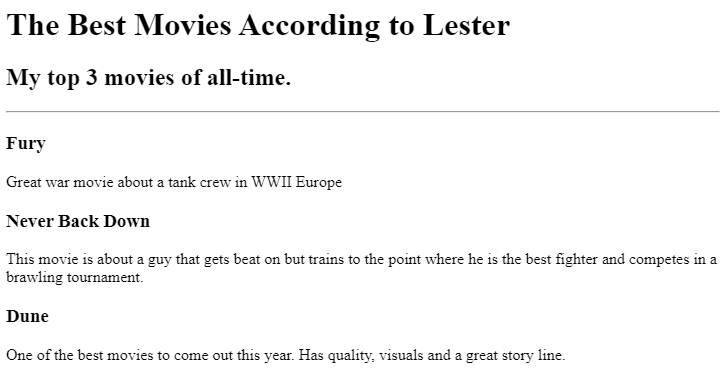 The Best Movies According to Lester
My top 3 movies of all-time.
Fury
Great war movie about a tank crew in WWII Europe
Never Back Down
This movie is about a guy that gets beat on but trains to the point where he is the best fighter and competes in a
brawling tournament.
Dune
One of the best movies to come out this year. Has quality, visuals and a great story line.